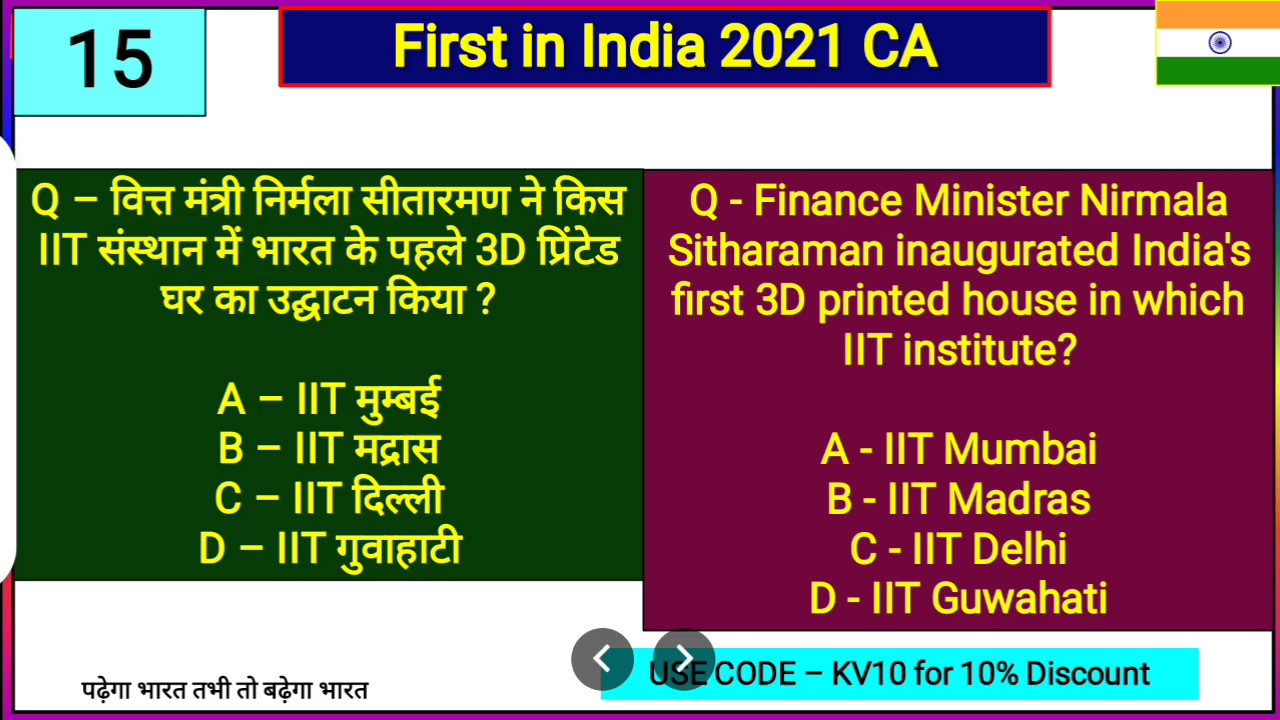 15
First in India 2021 CA
Q – वित्त मंत्री निर्मला सीतारमण ने किस
IIT संस्थान में भारत के पहले 3D प्रिंटेड
घर का उद्घाटन किया ?
A – IIT मुम्बई
B – IIT मद्रास
C – IIT दिल्ली
D – IIT गुवाहाटी
Q - Finance Minister Nirmala
Sitharaman inaugurated India's
first 3D printed house in which
IIT institute?
A - IIT Mumbai
B - IIT Madras
C - IIT Delhi
D - IIT Guwahati
पढ़ेगा भारत तभी तो बढ़ेगा भारत
USE CODE – KV10 for 10% Discount